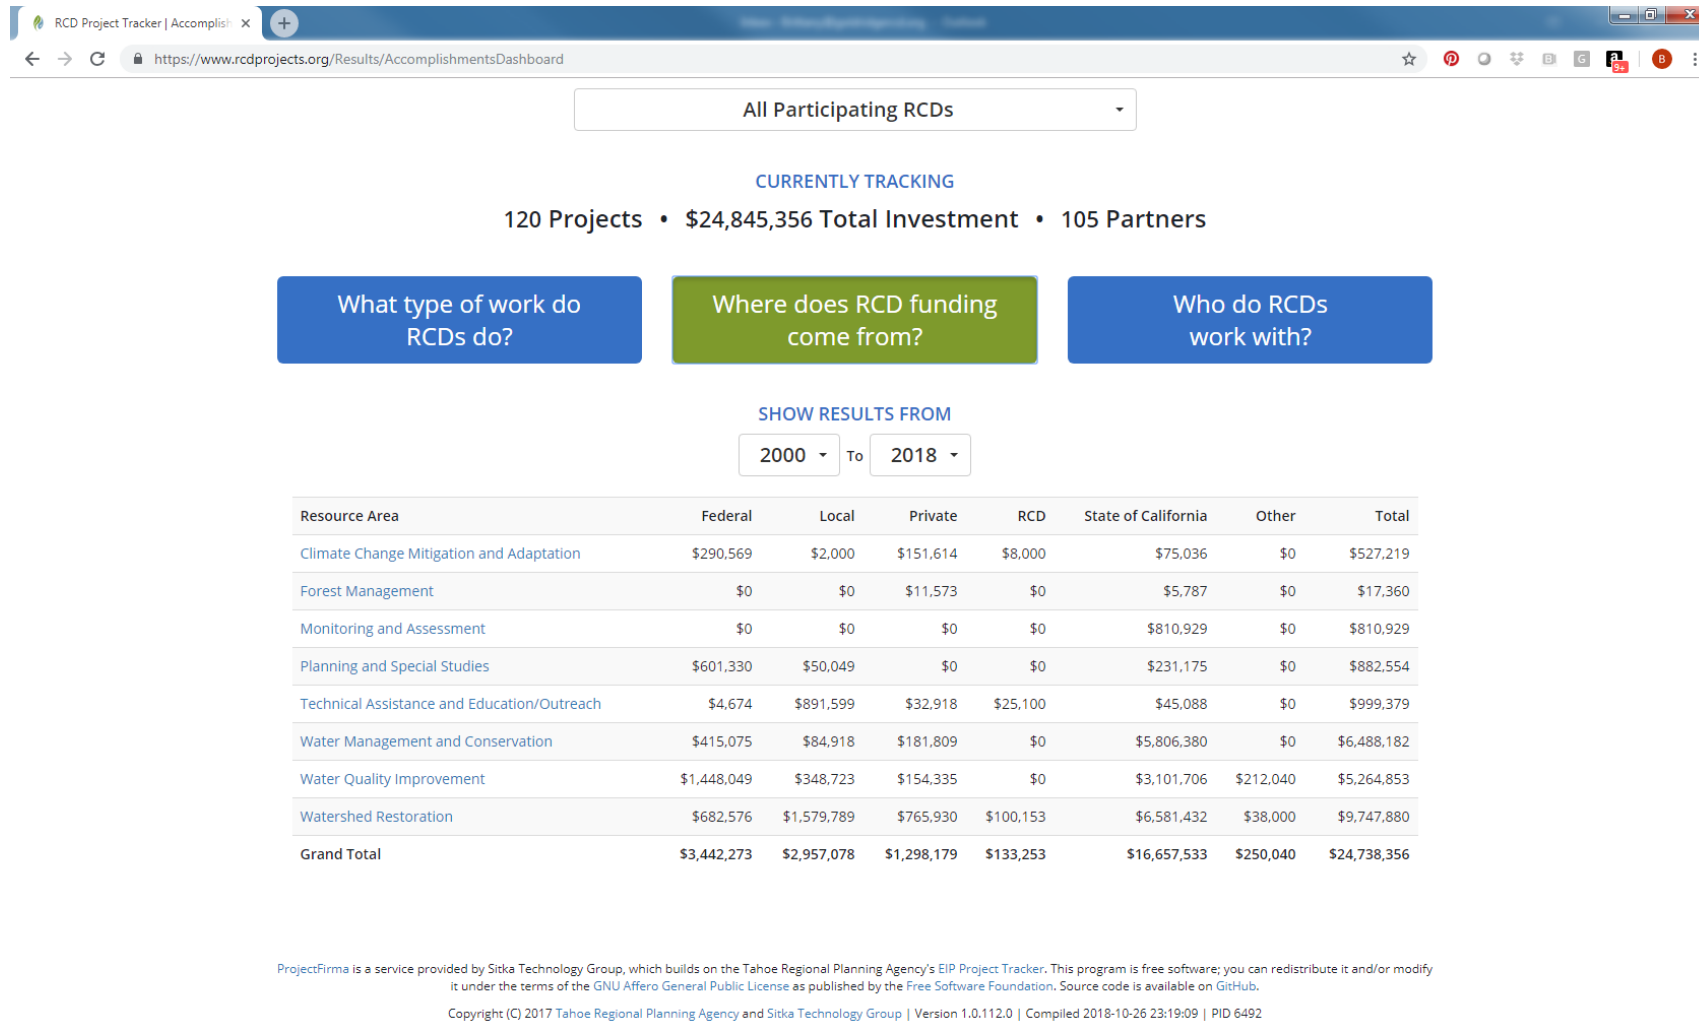 RCD Project Tracker | Accomplish
https://www.rcdprojects.org/Results/AccomplishmentsDashboard
9+
B
All Participating RCDs
CURRENTLY TRACKING
120 Projects • $24,845,356 Total Investment • 105 Partners
What type of work do
RCDs do?
Where does RCD funding
come from?
Who do RCDs
work with?
SHOW RESULTS FROM
2000 To 2018
Resource Area Federal Local Private RCD State of California Other Total
Climate Change Mitigation and Adaptation $290,569 $2,000 $151,614 $8,000 $75,036 $0 $527,219
Forest Management $0 $0 $11,573 $0 $5,787 $0 $17,360
Monitoring and Assessment $0 $0 $0 $0 $810,929 $0 $810,929
Planning and Special Studies $601,330 $50,049 $0 $0 $231,175 $0 $882,554
Technical Assistance and Education/Outreach $4,674 $891,599 $32,918 $25,100 $45,088 $0 $999,379
Water Management and Conservation $415,075 $84,918 $181,809 $0 $5,806,380 $0 $6,488,182
Water Quality Improvement $1,448,049 $348,723 $154,335 $0 $3,101,706 $212,040 $5,264,853
Watershed Restoration $682,576 $1,579,789 $765,930 $100,153 $6,581,432 $38,000 $9,747,880
Grand Total $3,442,273 $2,957,078 $1,298,179 $133,253 $16,657,533 $250,040 $24,738,356
ProjectFirma is a service provided by Sitka Technology Group, which builds on the Tahoe Regional Planning Agency's EIP Project Tracker. This program is free software; you can redistribute it and/or modify
it under the terms of the GNU Affero General Public License as published by the Free Software Foundation. Source code is available on GitHub.
Copyright (C) 2017 Tahoe Regional Planning Agency and Sitka Technology Group | Version 1.0.112.0 | Compiled 2018-10-26 23:19:09 | PID 6492